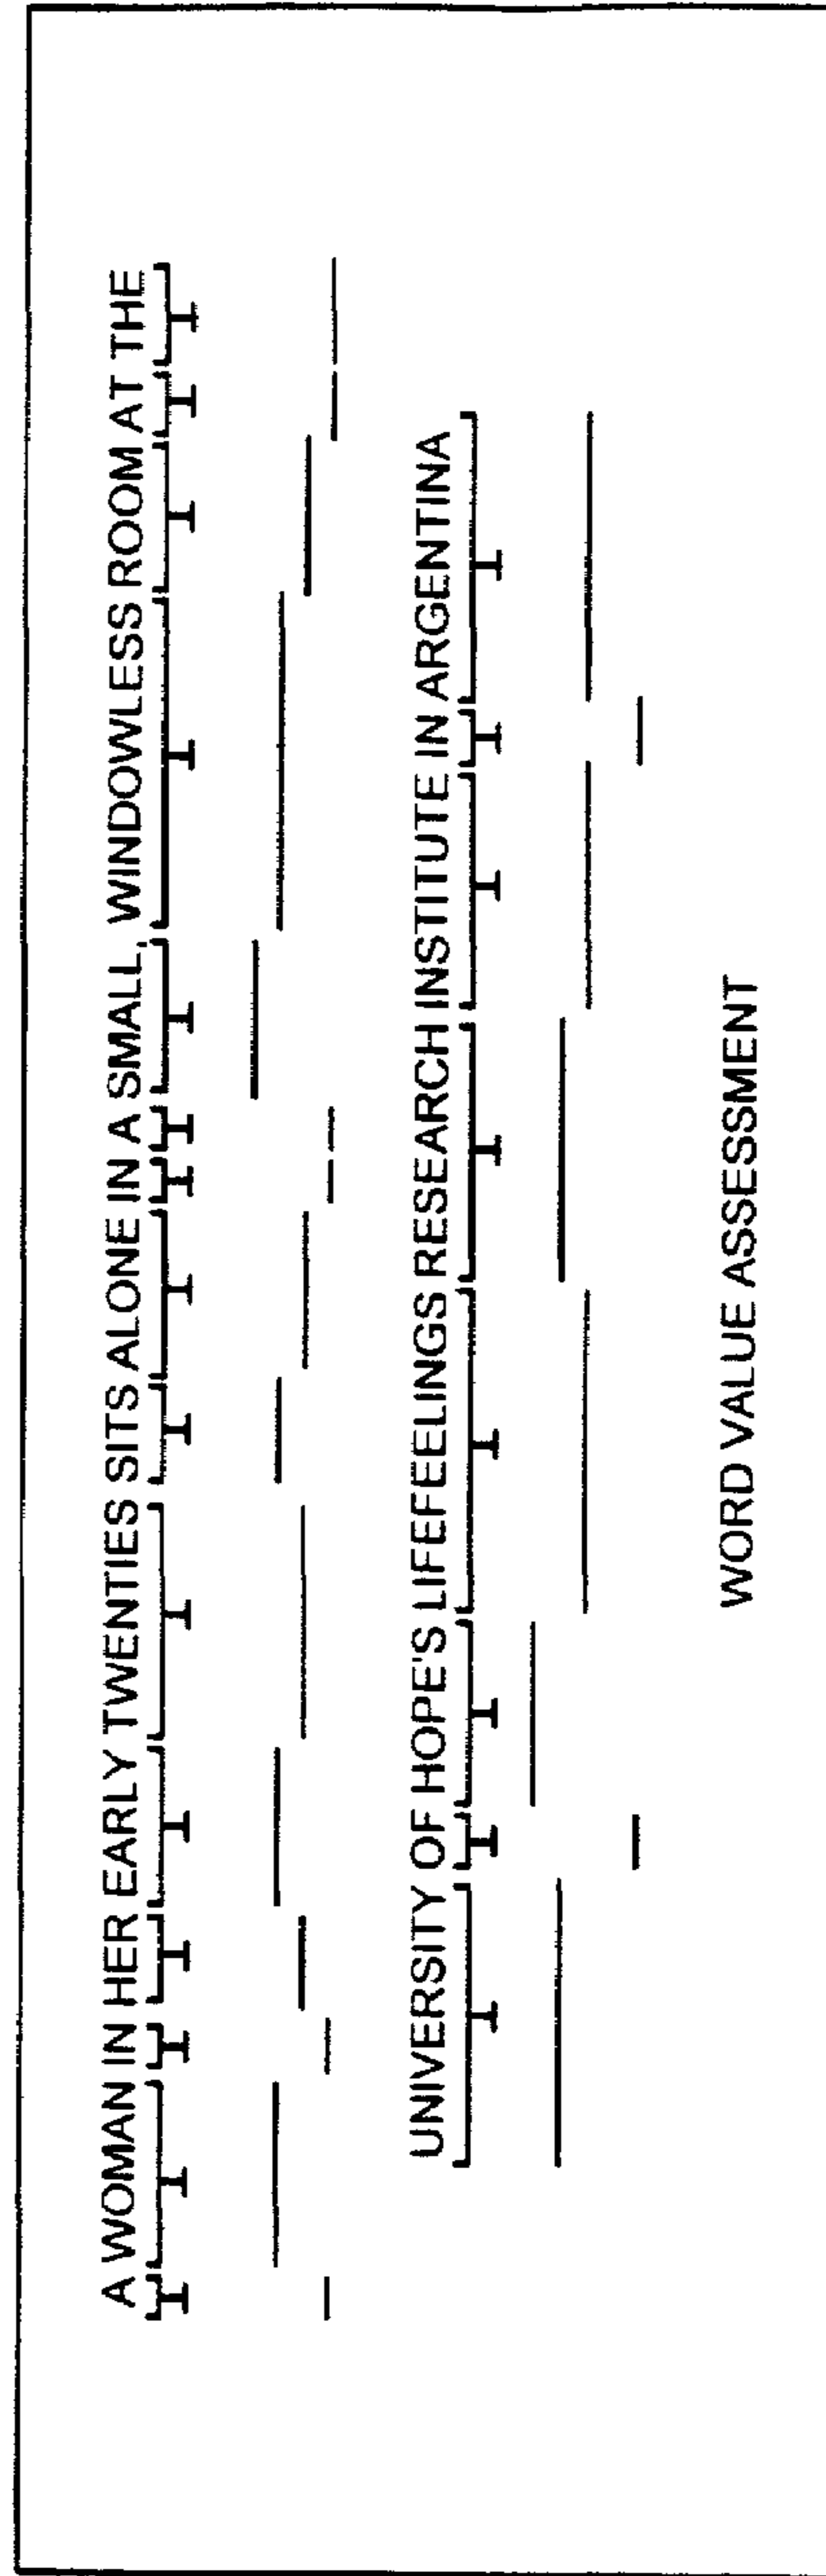 A WOMAN IN HER EARLY TWENTIES SITS ALONE IN A SMALL, WINDOWLESS ROOM AT THE
UNIVERSITY OF HOPE'S LIFEFEELINGS RESEARCH INSTITUTE IN ARGENTINA
WORD VALUE ASSESSMENT